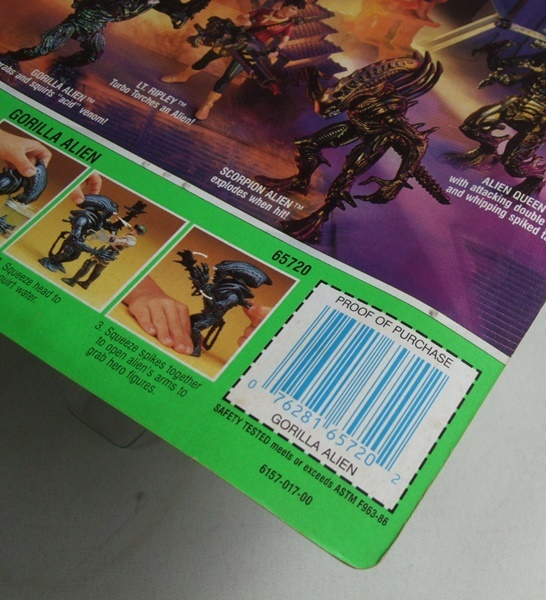 GORILLA ALIEN™
grabs and squirts "acid" venom!
LT. RIPLEY™
Turbo Torches an Alien!
SCORPION ALIEN™
explodes when hit!
ALIEN QUEEN
with attacking double
and whipping spiked
GORILLA ALIEN
Squeeze head to
squirt water.
3. Squeeze spikes together
to open alien's arms to
grab hero figures.
65720
PROOF OF PURCHASE
0 76281 65720 2
GORILLA ALIEN
SAFETY TESTED meets or exceeds ASTM F963-86
6157-017-00